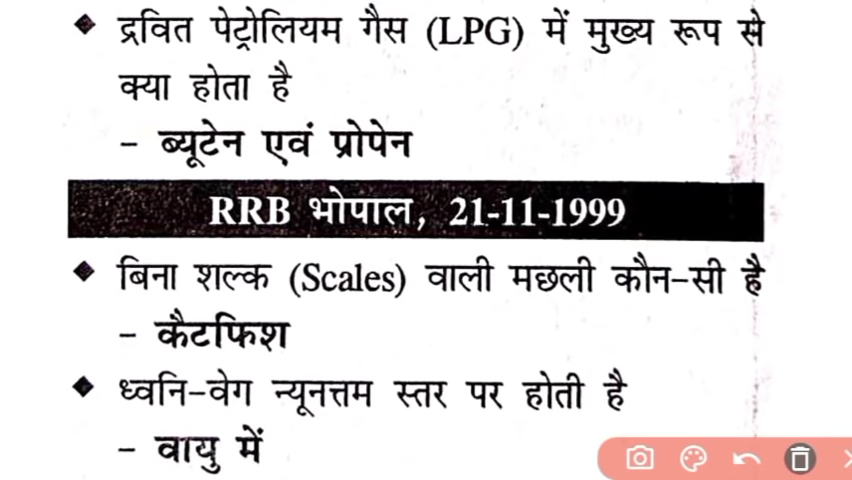 ◆ द्रवित पेट्रोलियम गैस (LPG) में मुख्य रूप से
क्या होता है
– ब्यूटेन एवं प्रोपेन
RRB भोपाल, 21-11-1999
◆ बिना शल्क (Scales) वाली मछली कौन-सी है
– कैटफिश
◆ ध्वनि-वेग न्यूनत्तम स्तर पर होती है
– वायु में